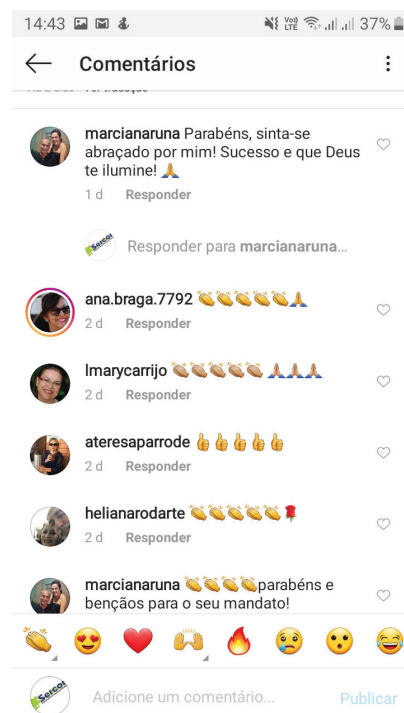 14:43 37%
Comentários
marcianaruna Parabéns, sinta-se
abraçado por mim! Sucesso e que Deus
te ilumine! 🙏
1 d Responder
Sercot
Responder para marcianaruna...
ana.braga.7792 👏👏👏👏👏🙏
2 d Responder
lmarycarrijo 👏🏼👏🏼👏🏼👏🏼👏🏼🙏🏼🙏🏼🙏🏼
2 d Responder
ateresaparrode 👍👍👍👍👍
2 d Responder
helianarodarte 👏👏👏👏👏🌹
2 d Responder
marcianaruna 👏👏👏👏parabéns e
bençãos para o seu mandato!
👏😍❤️🙌🔥😢😮😂
Sercot
Adicione um comentário... Publicar